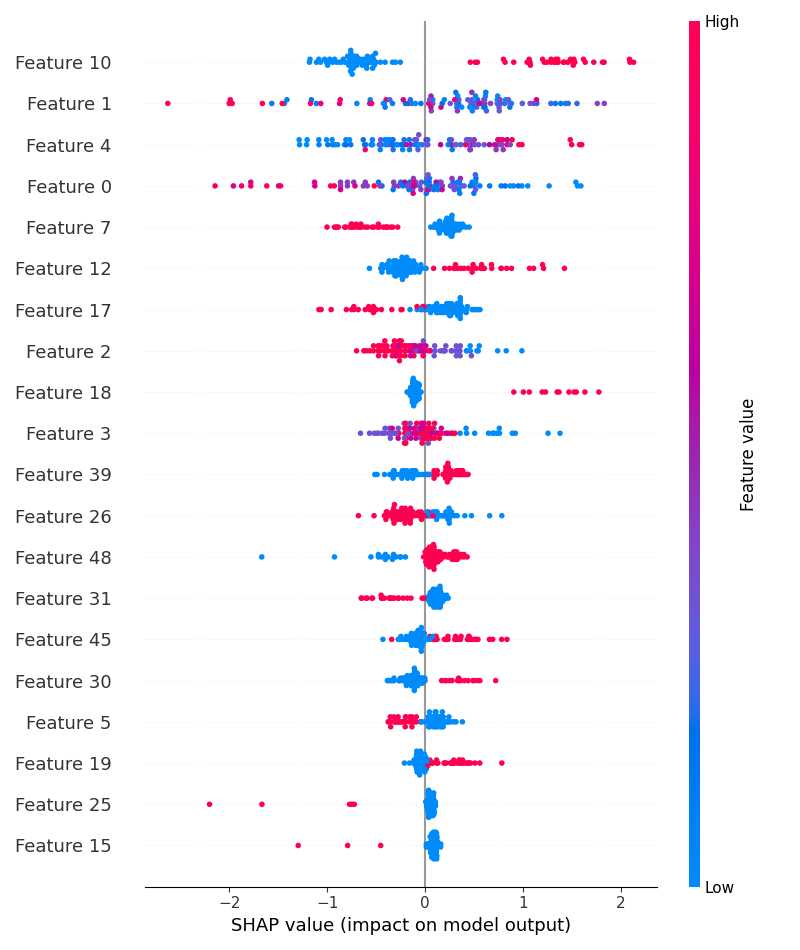 High
Feature 10
Feature 1
Feature 4
Feature 0
Feature 7
Feature 12
Feature 17
Feature 2
Feature 18
Feature 3
Feature 39
Feature 26
Feature 48
Feature 31
Feature 45
Feature 30
Feature 5
Feature 19
Feature 25
Feature 15
Feature value
Low
−2 −1 0 1 2
SHAP value (impact on model output)